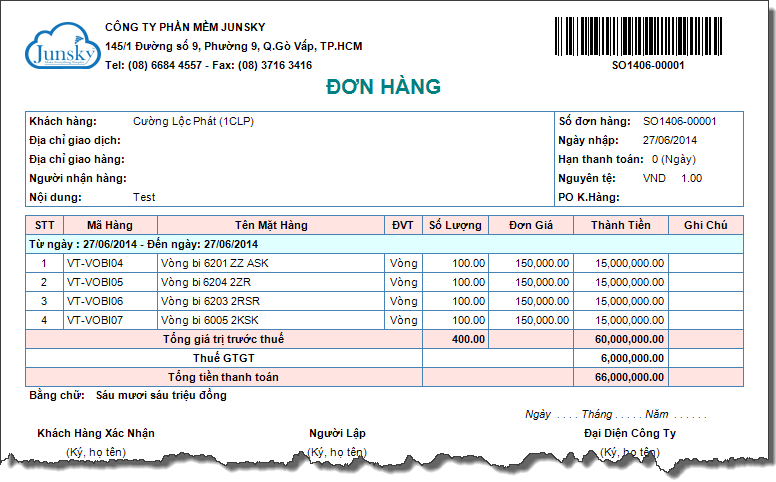 Junsky
CÔNG TY PHẦN MỀM JUNSKY
145/1 Đường số 9, Phường 9, Q.Gò Vấp, TP.HCM
Tel: (08) 6684 4557 - Fax: (08) 3716 3416
SO1406-00001
ĐƠN HÀNG
Khách hàng: Cường Lộc Phát (1CLP) Số đơn hàng: SO1406-00001
Địa chỉ giao dịch: Ngày nhập: 27/06/2014
Địa chỉ giao hàng: Hạn thanh toán: 0 (Ngày)
Người nhận hàng: Nguyên tệ: VND 1.00
Nội dung: Test PO K.Hàng:
STT Mã Hàng Tên Mặt Hàng ĐVT Số Lượng Đơn Giá Thành Tiền Ghi Chú
Từ ngày : 27/06/2014 - Đến ngày: 27/06/2014
1 VT-VOBI04 Vòng bi 6201 ZZ ASK Vòng 100.00 150,000.00 15,000,000.00
2 VT-VOBI05 Vòng bi 6204 2ZR Vòng 100.00 150,000.00 15,000,000.00
3 VT-VOBI06 Vòng bi 6203 2RSR Vòng 100.00 150,000.00 15,000,000.00
4 VT-VOBI07 Vòng bi 6005 2KSK Vòng 100.00 150,000.00 15,000,000.00
Tổng giá trị trước thuế 400.00 60,000,000.00
Thuế GTGT 6,000,000.00
Tổng tiền thanh toán 66,000,000.00
Bằng chữ: Sáu mươi sáu triệu đồng
Ngày . . . . Tháng . . . . . Năm . . . . . .
Khách Hàng Xác Nhận Người Lập Đại Diện Công Ty
(Ký, họ tên) (Ký, họ tên) (Ký, họ tên)